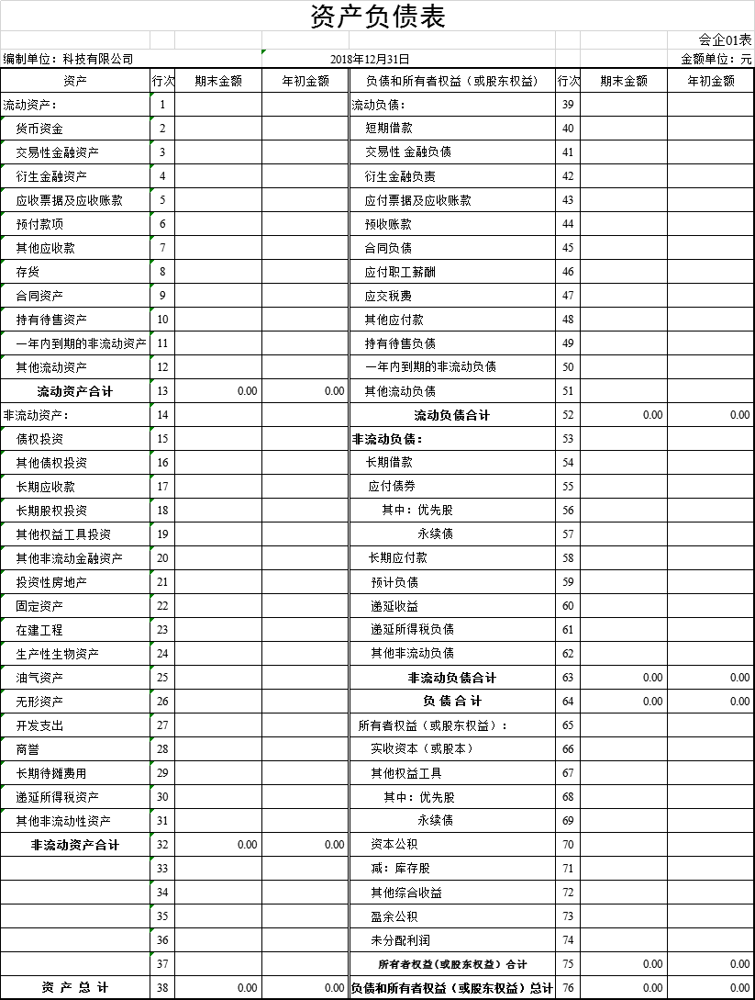 资产负债表
会企01表
编制单位：科技有限公司 2018年12月31日 金额单位：元
资产 行次 期末金额 年初金额 负债和所有者权益（或股东权益） 行次 期末金额 年初金额
流动资产： 1 流动负债： 39
货币资金 2 短期借款 40
交易性金融资产 3 交易性 金融负债 41
衍生金融资产 4 衍生金融负责 42
应收票据及应收账款 5 应付票据及应收账款 43
预付款项 6 预收账款 44
其他应收款 7 合同负债 45
存货 8 应付职工薪酬 46
合同资产 9 应交税费 47
持有待售资产 10 其他应付款 48
一年内到期的非流动资产 11 持有待售负债 49
其他流动资产 12 一年内到期的非流动负债 50
流动资产合计 13 0.00 0.00 其他流动负债 51
非流动资产： 14 流动负债合计 52 0.00 0.00
债权投资 15 非流动负债： 53
其他债权投资 16 长期借款 54
长期应收款 17 应付债券 55
长期股权投资 18 其中：优先股 56
其他权益工具投资 19 永续债 57
其他非流动金融资产 20 长期应付款 58
投资性房地产 21 预计负债 59
固定资产 22 递延收益 60
在建工程 23 递延所得税负债 61
生产性生物资产 24 其他非流动负债 62
油气资产 25 非流动负债合计 63 0.00 0.00
无形资产 26 负 债 合 计 64 0.00 0.00
开发支出 27 所有者权益（或股东权益）： 65
商誉 28 实收资本（或股本） 66
长期待摊费用 29 其他权益工具 67
递延所得税资产 30 其中：优先股 68
其他非流动性资产 31 永续债 69
非流动资产合计 32 0.00 0.00 资本公积 70
33 减：库存股 71
34 其他综合收益 72
35 盈余公积 73
36 未分配利润 74
37 所有者权益(或股东权益）合计 75 0.00 0.00
资 产 总 计 38 0.00 0.00 负债和所有者权益（或股东权益）总计 76 0.00 0.00